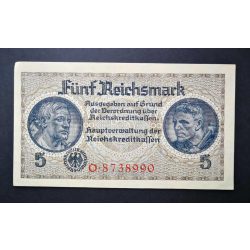 Fünf Reichsmark
Ausgegeben auf Grund
der Verordnung über
Reichskreditkassen.
Hauptverwaltung der
Reichskreditkassen
5 5
O·8738990